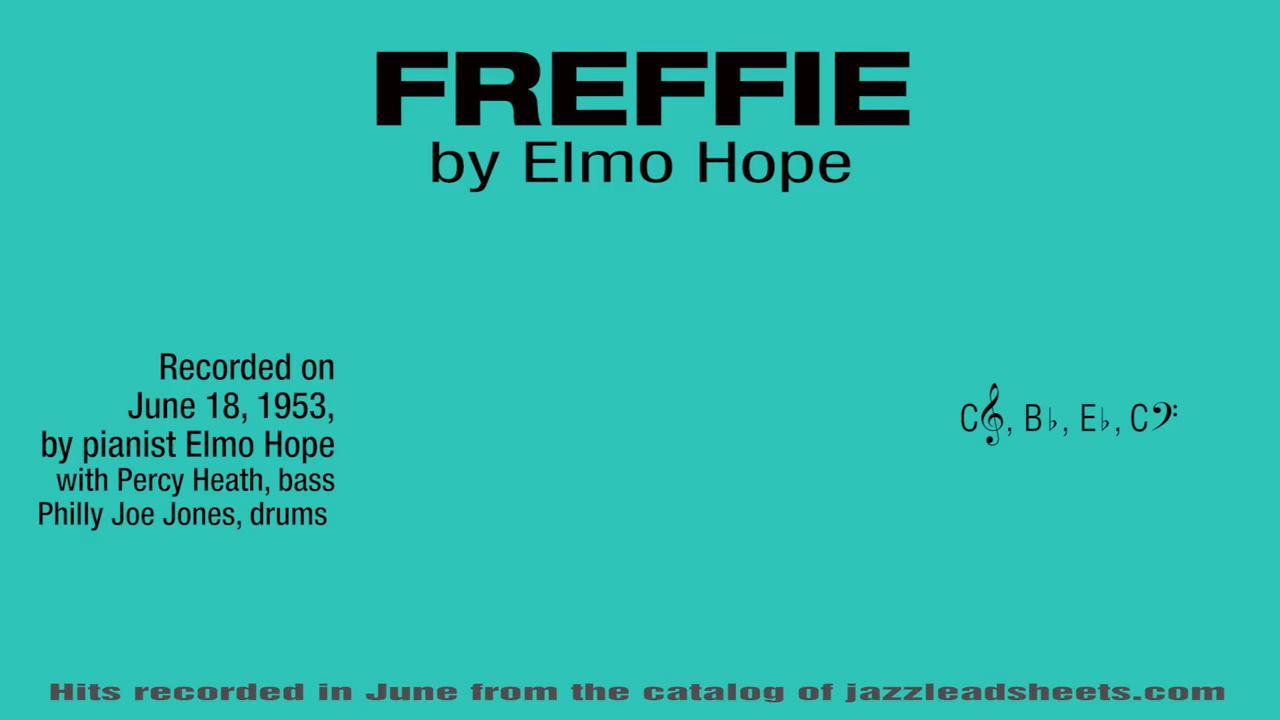 FREFFIE
by Elmo Hope
Recorded on
June 18, 1953,
by pianist Elmo Hope
with Percy Heath, bass
Philly Joe Jones, drums
C𝄞, B♭, E♭, C𝄢
Hits recorded in June from the catalog of jazzleadsheets.com